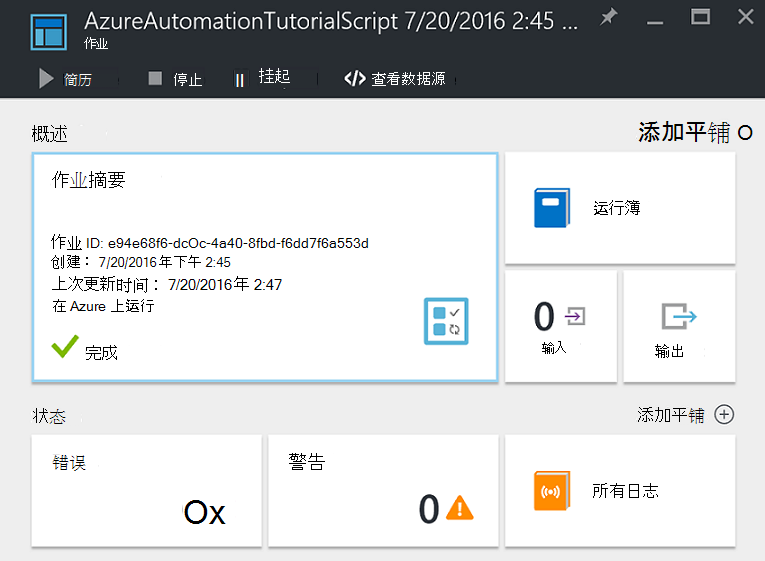 AzureAutomationTutorialScript 7/20/2016 2:45 ...
作业
简历 停止 挂起 查看数据源
概述 添加平铺 O
作业摘要
运行簿
作业 ID: e94e68f6-dcOc-4a40-8fbd-f6dd7f6a553d
创建： 7/20/2016年下午 2:45
上次更新时间： 7/20/2016年 2:47
在 Azure 上运行
完成
0
输入
输出
状态 添加平铺
错误
Ox
警告
0
所有日志